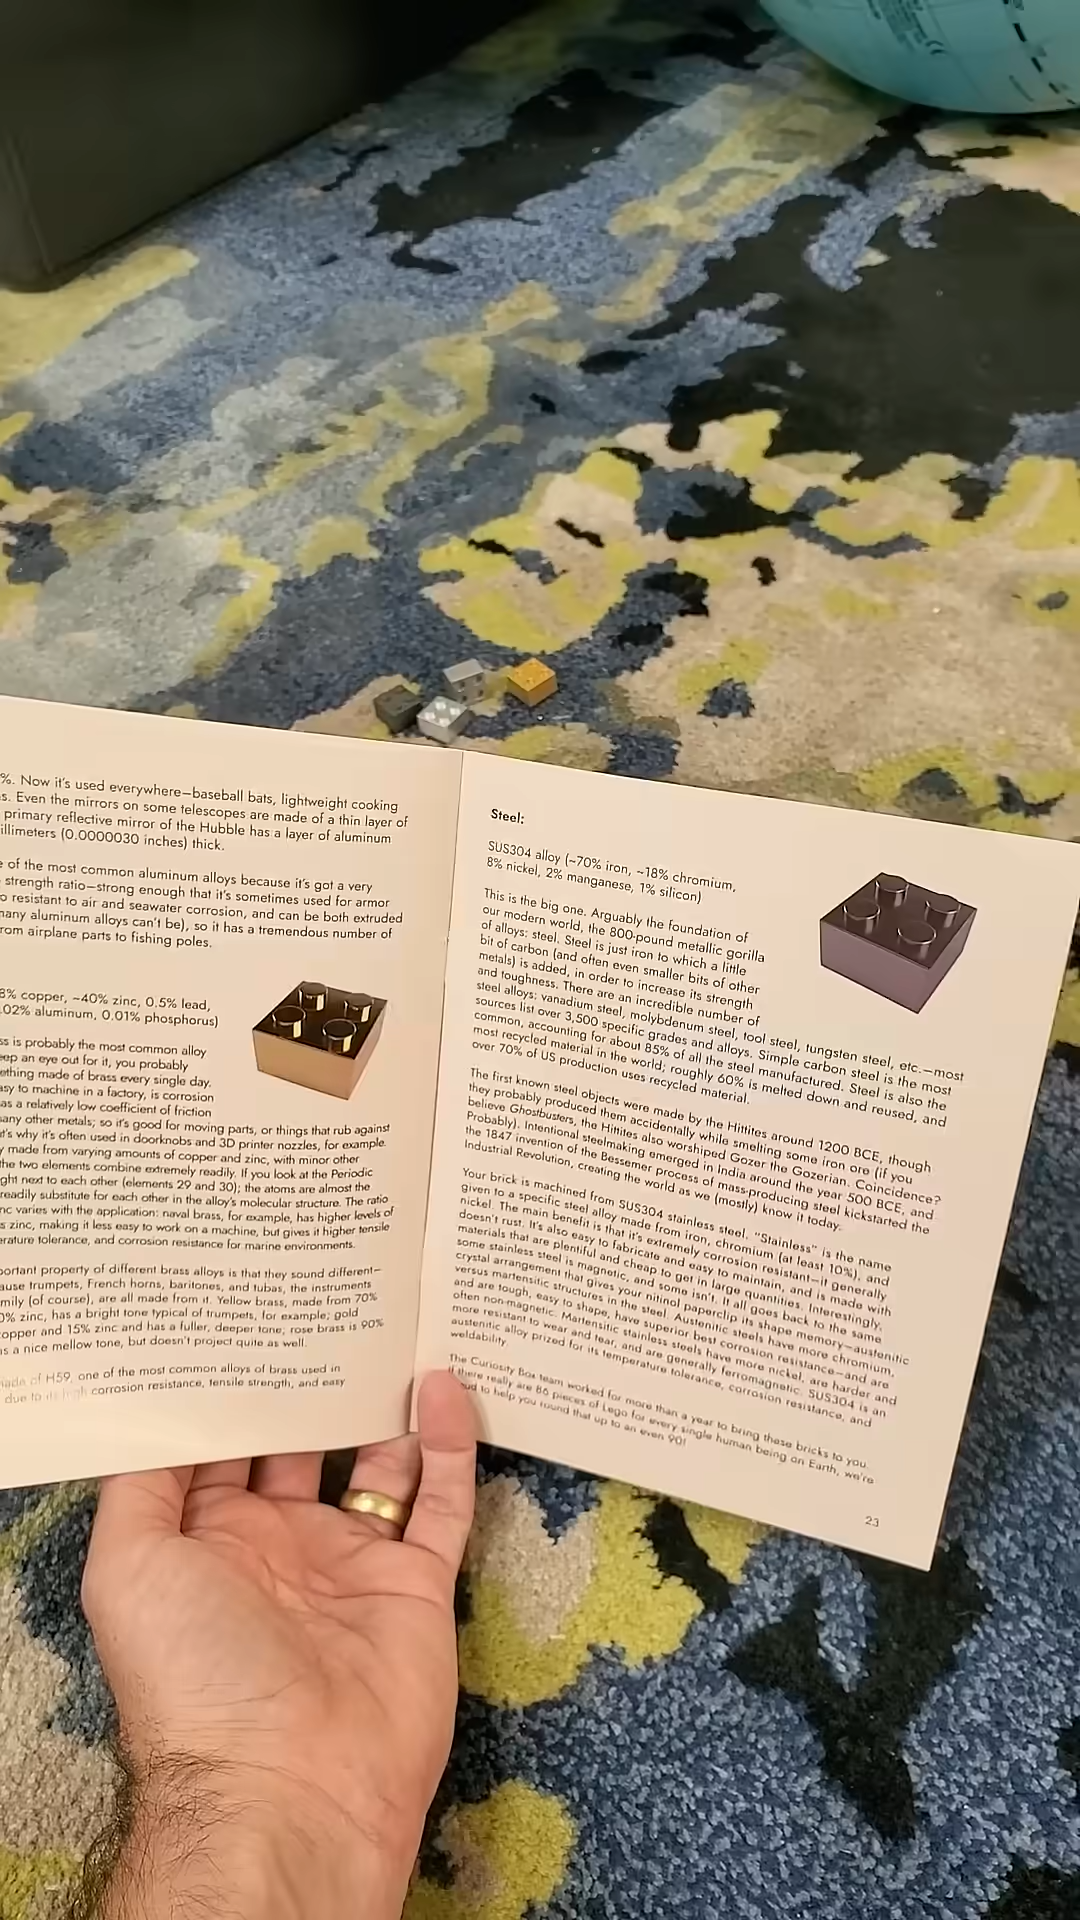 %. Now it's used everywhere—baseball bats, lightweight cooking
s. Even the mirrors on some telescopes are made of a thin layer of
primary reflective mirror of the Hubble has a layer of aluminum
illimeters (0.0000030 inches) thick.
of the most common aluminum alloys because it's got a very
strength ratio—strong enough that it's sometimes used for armor
o resistant to air and seawater corrosion, and can be both extruded
many aluminum alloys can't be), so it has a tremendous number of
rom airplane parts to fishing poles.
8% copper, ~40% zinc, 0.5% lead,
.02% aluminum, 0.01% phosphorus)
ss is probably the most common alloy
eep an eye out for it, you probably
ething made of brass every single day.
asy to machine in a factory, is corrosion
as a relatively low coefficient of friction
any other metals; so it's good for moving parts, or things that rub against
t's why it's often used in doorknobs and 3D printer nozzles, for example.
y made from varying amounts of copper and zinc, with minor other
the two elements combine extremely readily. If you look at the Periodic
ght next to each other (elements 29 and 30); the atoms are almost the
readily substitute for each other in the alloy's molecular structure. The ratio
nc varies with the application: naval brass, for example, has higher levels of
s zinc, making it less easy to work on a machine, but gives it higher tensile
erature tolerance, and corrosion resistance for marine environments.
portant property of different brass alloys is that they sound different—
ause trumpets, French horns, baritones, and tubas, the instruments
mily (of course), are all made from it. Yellow brass, made from 70%
0% zinc, has a bright tone typical of trumpets, for example; gold
opper and 15% zinc and has a fuller, deeper tone; rose brass is 90%
s a nice mellow tone, but doesn't project quite as well.
made of H59, one of the most common alloys of brass used in
due to its high corrosion resistance, tensile strength, and easy
Steel:
SUS304 alloy (~70% iron, ~18% chromium,
8% nickel, 2% manganese, 1% silicon)
This is the big one. Arguably the foundation of
our modern world, the 800-pound metallic gorilla
of alloys: steel. Steel is just iron to which a little
bit of carbon (and often even smaller bits of other
metals) is added, in order to increase its strength
and toughness. There are an incredible number of
steel alloys: vanadium steel, molybdenum steel, tool steel, tungsten steel, etc.—most
sources list over 3,500 specific grades and alloys. Simple carbon steel is the most
common, accounting for about 85% of all the steel manufactured. Steel is also the
most recycled material in the world; roughly 60% is melted down and reused, and
over 70% of US production uses recycled material.
The first known steel objects were made by the Hittites around 1200 BCE, though
they probably produced them accidentally while smelting some iron ore (if you
believe Ghostbusters, the Hittites also worshiped Gozer the Gozerian. Coincidence?
Probably). Intentional steelmaking emerged in India around the year 500 BCE, and
the 1847 invention of the Bessemer process of mass-producing steel kickstarted the
Industrial Revolution, creating the world as we (mostly) know it today.
Your brick is machined from SUS304 stainless steel. "Stainless" is the name
given to a specific steel alloy made from iron, chromium (at least 10%), and
nickel. The main benefit is that it's extremely corrosion resistant—it generally
doesn't rust. It's also easy to fabricate and easy to maintain, and is made with
materials that are plentiful and cheap to get in large quantities. Interestingly,
some stainless steel is magnetic, and some isn't. It all goes back to the same
crystal arrangement that gives your nitinol paperclip its shape memory—austenitic
versus martensitic structures in the steel. Austenitic steels have more chromium,
and are tough, easy to shape, have superior best corrosion resistance—and are
often non-magnetic. Martensitic stainless steels have more nickel, are harder and
more resistant to wear and tear, and are generally ferromagnetic. SUS304 is an
austenitic alloy prized for its temperature tolerance, corrosion resistance, and
weldability.
The Curiosity Box team worked for more than a year to bring these bricks to you.
If there really are 86 pieces of Lego for every single human being on Earth, we're
to help you round that up to an even 90!
23